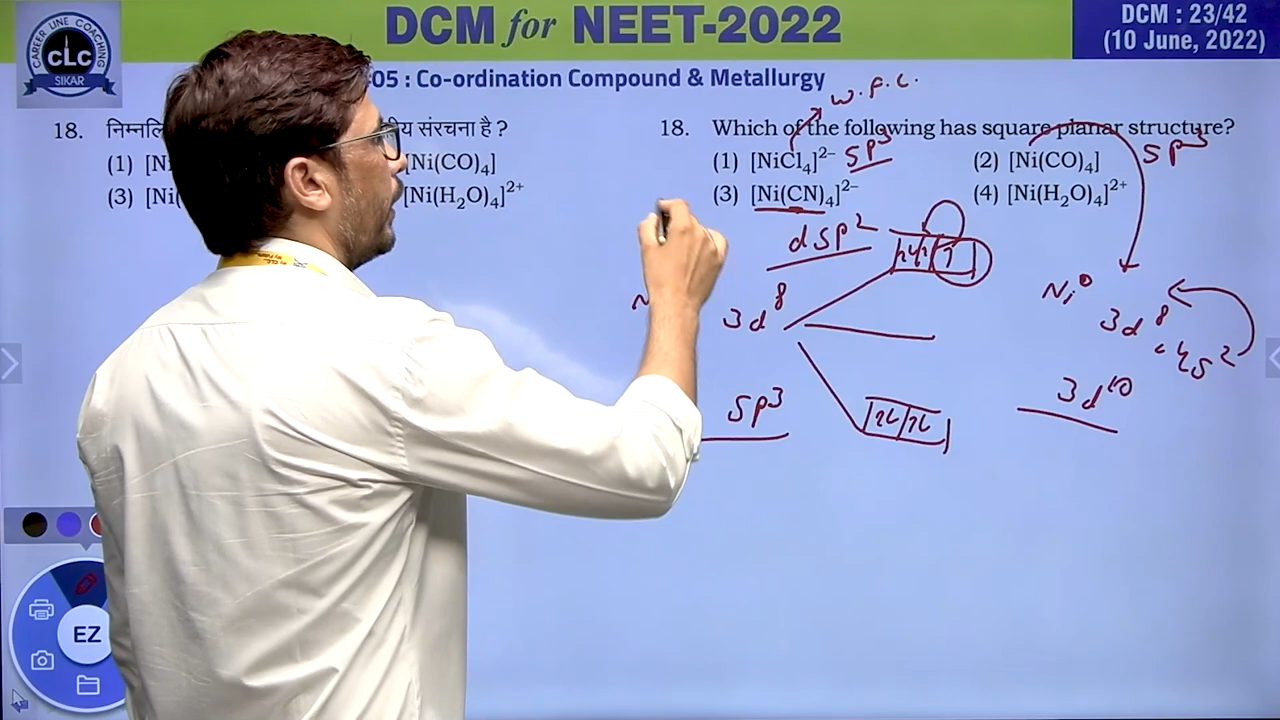 DCM for NEET-2022
DCM : 23/42
(10 June, 2022)
CAREER LINE COACHING
CLC
SIKAR
05 : Co-ordination Compound & Metallurgy
18. संरचना है ?
(1) [Ni(CO)₄]
(3) [Ni [Ni(H₂O)₄]²⁺
18. Which of the following has square planar structure?
(1) [NiCl₄]²⁻ (2) [Ni(CO)₄]
(3) [Ni(CN)₄]²⁻ (4) [Ni(H₂O)₄]²⁺
w.f.l.
sp³
sp³
dsp²
3d⁸
sp³
Ni⁰
3d⁸
4s²
3d¹⁰
EZ